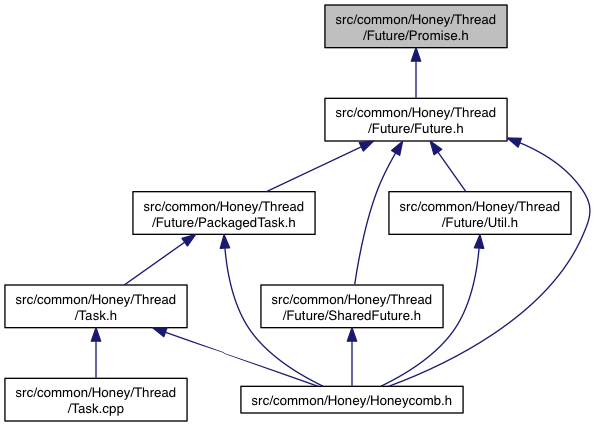 src/common/Honey/Thread
/Future/Promise.h
src/common/Honey/Thread
/Future/Future.h
src/common/Honey/Thread
/Future/PackagedTask.h
src/common/Honey/Thread
/Future/Util.h
src/common/Honey/Thread
/Task.h
src/common/Honey/Thread
/Future/SharedFuture.h
src/common/Honey/Thread
/Task.cpp
src/common/Honey/Honeycomb.h